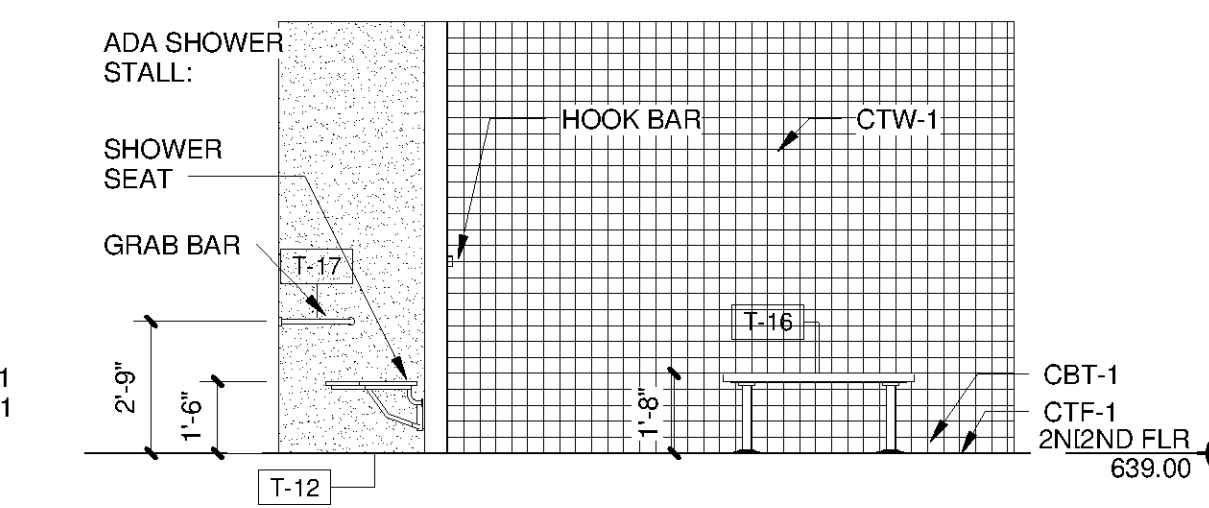 ADA SHOWER
STALL:
HOOK BAR
CTW-1
SHOWER
SEAT
GRAB BAR
T-17
T-16
2'-9"
1'-6"
1'-8"
1
1
CBT-1
CTF-1
2ND FLR
639.00
T-12